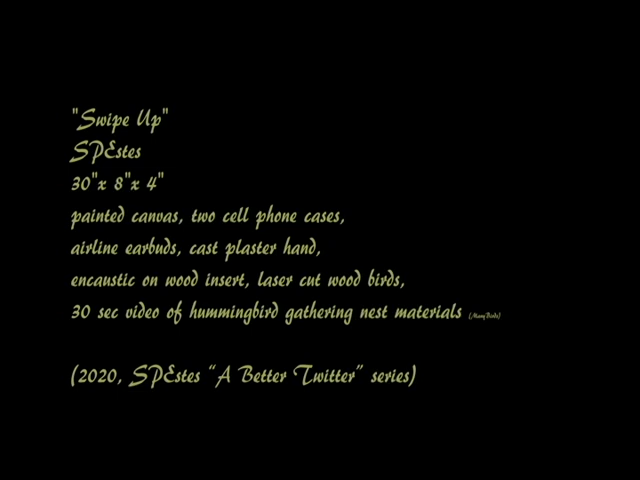 "Swipe Up"
SPEstes
30"x 8"x 4"
painted canvas, two cell phone cases,
airline earbuds, cast plaster hand,
encaustic on wood insert, laser cut wood birds,
30 sec video of hummingbird gathering nest materials
(2020, SPEstes “A Better Twitter” series)